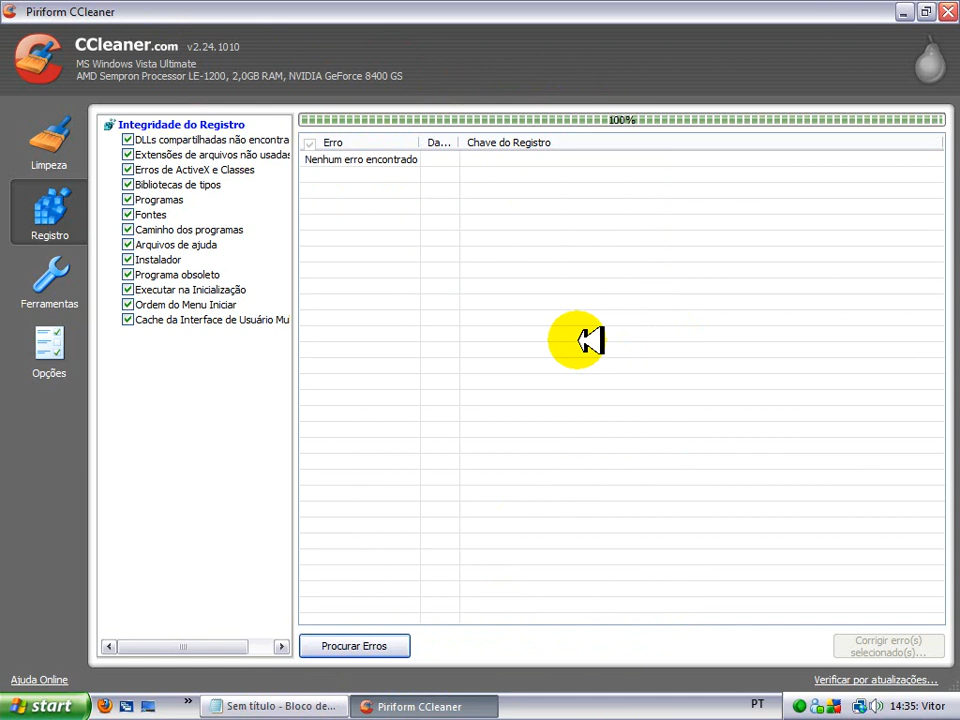 Piriform CCleaner
CCleaner.com v2.24.1010
MS Windows Vista Ultimate
AMD Sempron Processor LE-1200, 2,0GB RAM, NVIDIA GeForce 8400 GS
Limpeza
Registro
Ferramentas
Opções
Integridade do Registro
DLLs compartilhadas não encontra
Extensões de arquivos não usadas
Erros de ActiveX e Classes
Bibliotecas de tipos
Programas
Fontes
Caminho dos programas
Arquivos de ajuda
Instalador
Programa obsoleto
Executar na Inicialização
Ordem do Menu Iniciar
Cache da Interface de Usuário Mu
100%
Erro Da... Chave do Registro
Nenhum erro encontrado
Procurar Erros
Corrigir erro(s)
selecionado(s)...
Ajuda Online
Verificar por atualizações...
start
Sem título - Bloco de...
Piriform CCleaner
PT
14:35: Vitor